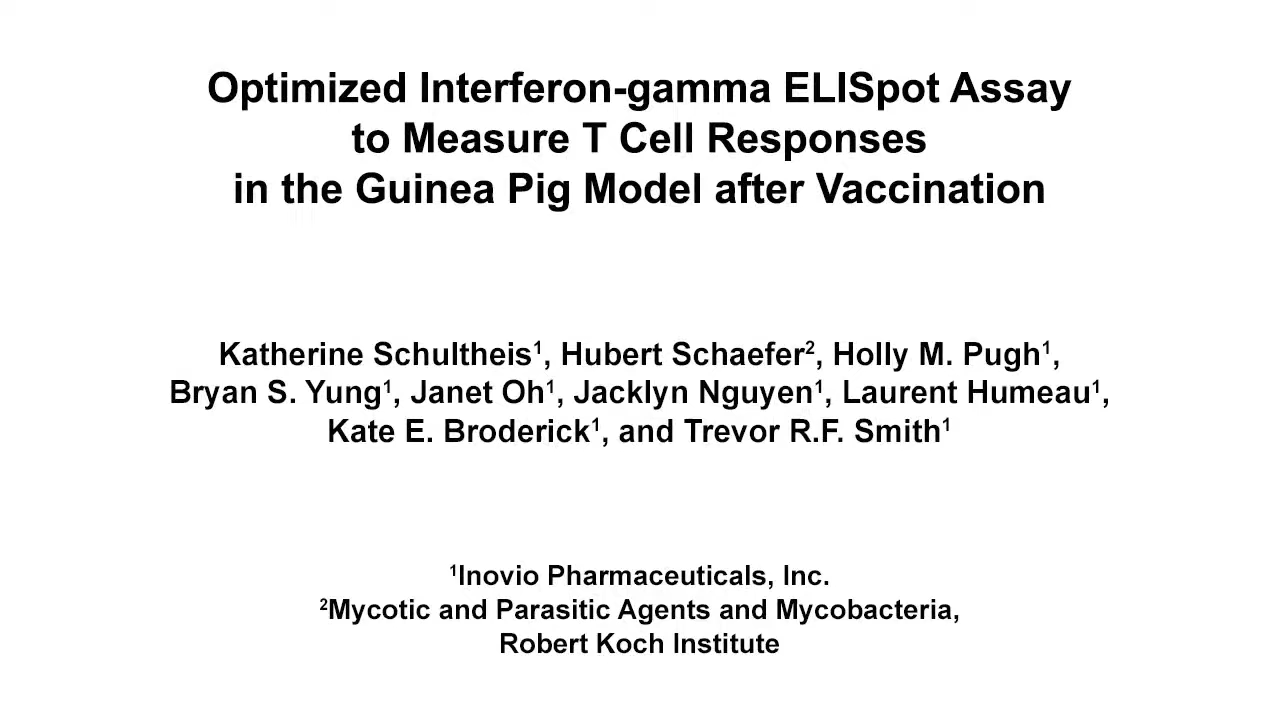 Optimized Interferon-gamma ELISpot Assay
to Measure T Cell Responses
in the Guinea Pig Model after Vaccination
Katherine Schultheis¹, Hubert Schaefer², Holly M. Pugh¹,
Bryan S. Yung¹, Janet Oh¹, Jacklyn Nguyen¹, Laurent Humeau¹,
Kate E. Broderick¹, and Trevor R.F. Smith¹
¹Inovio Pharmaceuticals, Inc.
²Mycotic and Parasitic Agents and Mycobacteria,
Robert Koch Institute